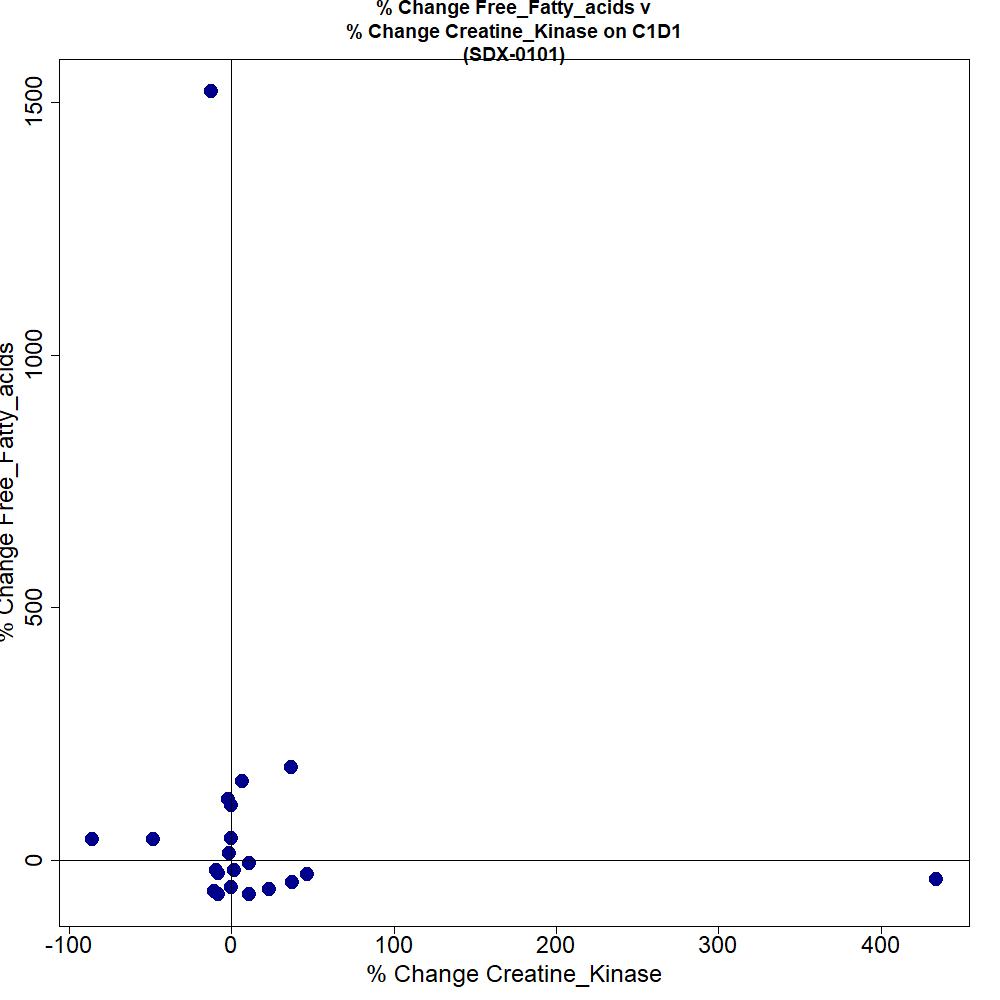 % Change Free_Fatty_acids v
% Change Creatine_Kinase on C1D1
(SDX-0101)
% Change Free_Fatty_acids
1500
1000
500
0
-100
0
100
200
300
400
% Change Creatine_Kinase